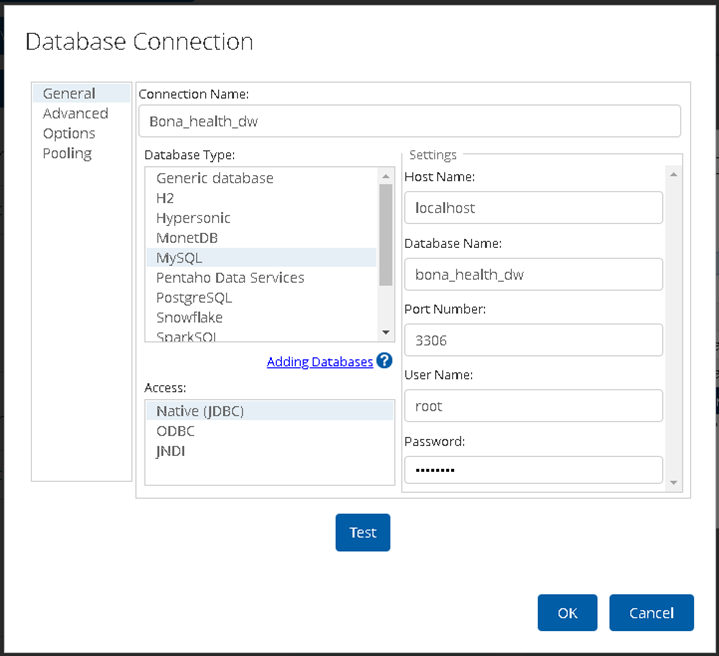 Database Connection
General
Advanced
Options
Pooling
Connection Name:
Bona_health_dw
Database Type:
Generic database
H2
Hypersonic
MonetDB
MySQL
Pentaho Data Services
PostgreSQL
Snowflake
SparkSQL
Adding Databases ?
Access:
Native (JDBC)
ODBC
JNDI
Settings
Host Name:
localhost
Database Name:
bona_health_dw
Port Number:
3306
User Name:
root
Password:
••••••••
Test
OK
Cancel